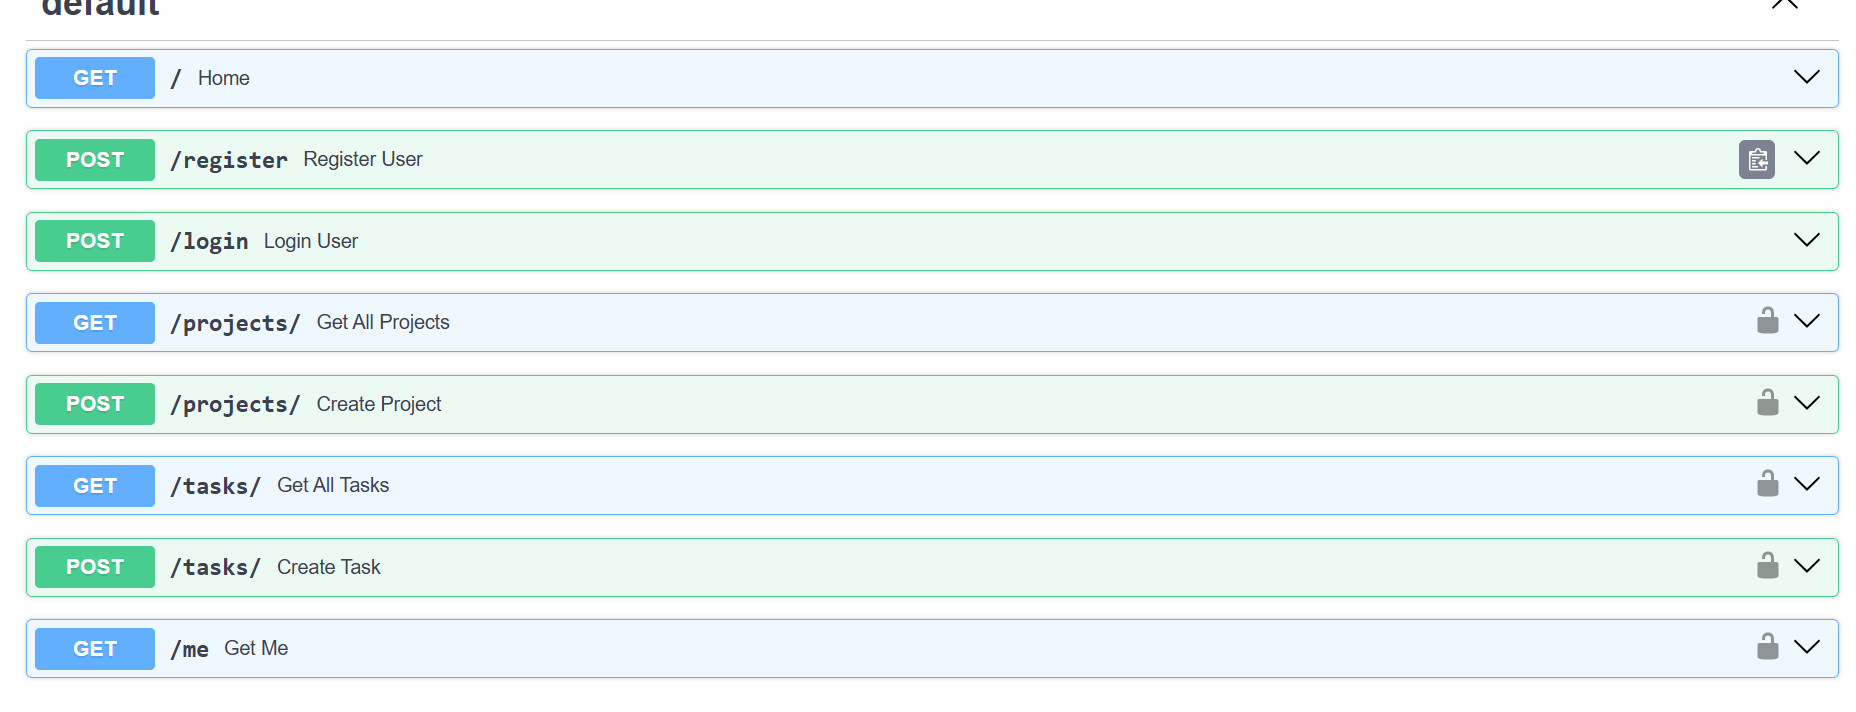 default
GET / Home
POST /register Register User
POST /login Login User
GET /projects/ Get All Projects
POST /projects/ Create Project
GET /tasks/ Get All Tasks
POST /tasks/ Create Task
GET /me Get Me